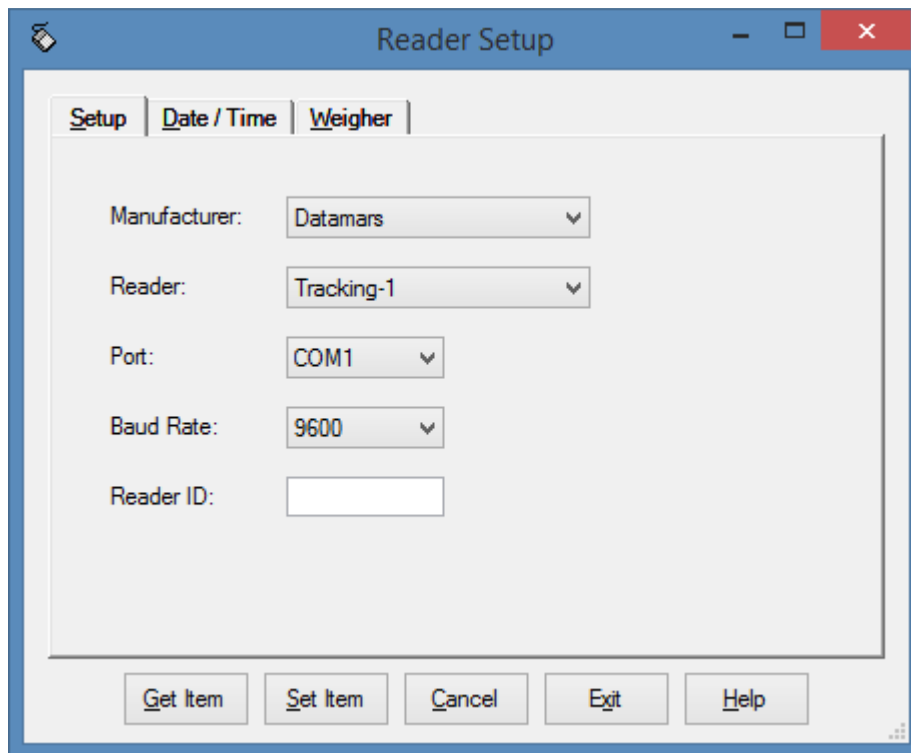 Reader Setup
Setup Date / Time Weigher
Manufacturer: Datamars
Reader: Tracking-1
Port: COM1
Baud Rate: 9600
Reader ID:
Get Item Set Item Cancel Exit Help